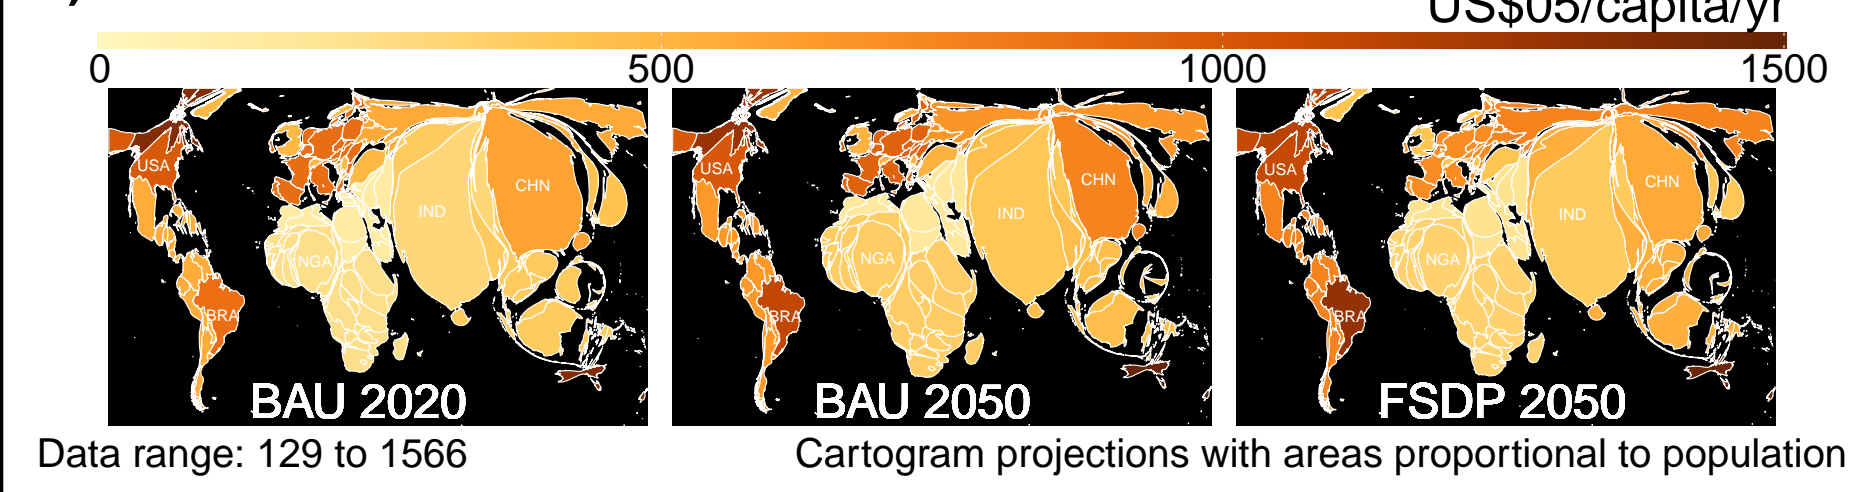 US$05/capita/yr
0 500 1000 1500
USA IND CHN NGA BRA
BAU 2020
USA IND CHN NGA BRA
BAU 2050
USA IND CHN NGA BRA
FSDP 2050
Data range: 129 to 1566
Cartogram projections with areas proportional to population